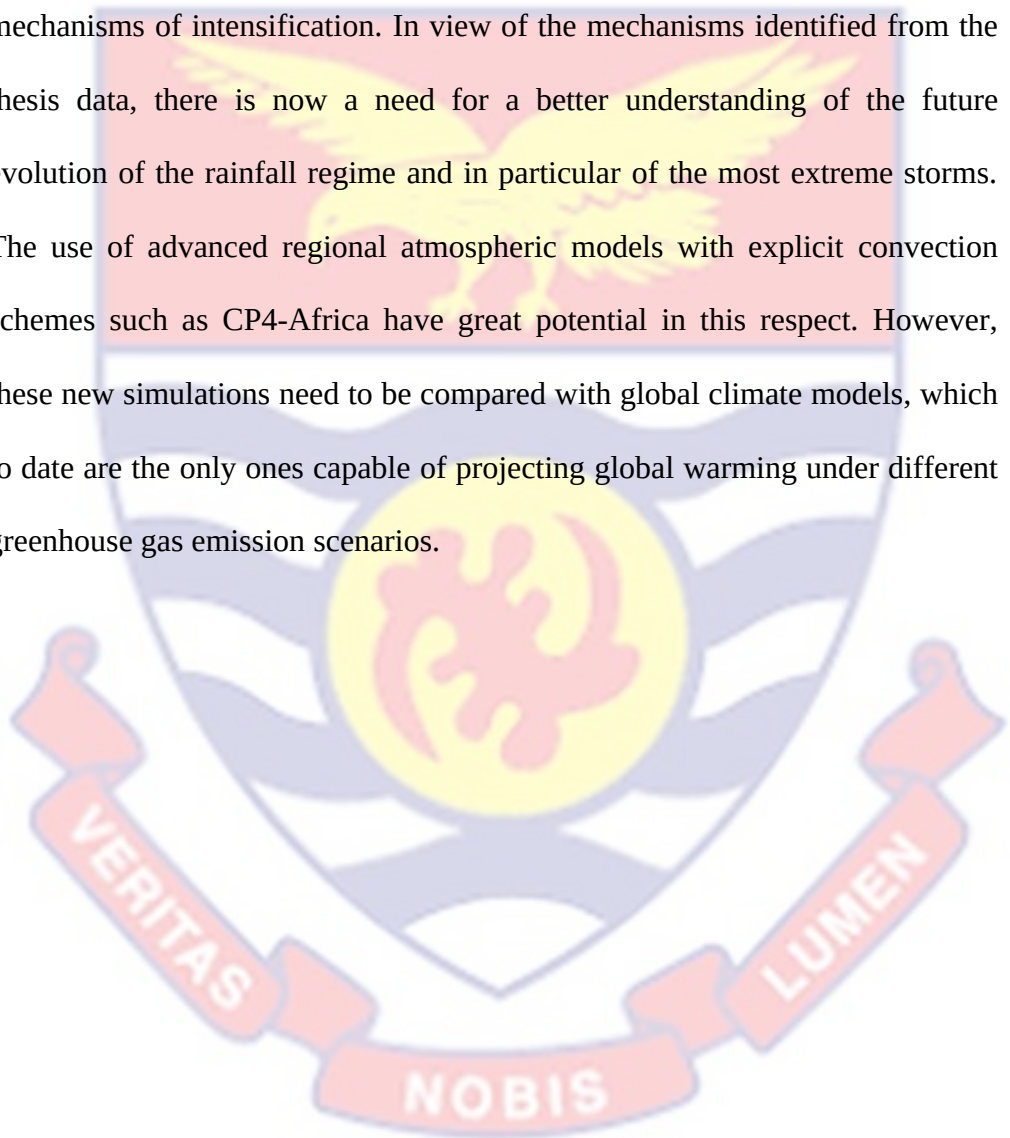 mechanisms of intensification. In view of the mechanisms identified from the
thesis data, there is now a need for a better understanding of the future
evolution of the rainfall regime and in particular of the most extreme storms.
The use of advanced regional atmospheric models with explicit convection
schemes such as CP4-Africa have great potential in this respect. However,
these new simulations need to be compared with global climate models, which
to date are the only ones capable of projecting global warming under different
greenhouse gas emission scenarios.
VERITAS
NOBIS
LUMEN